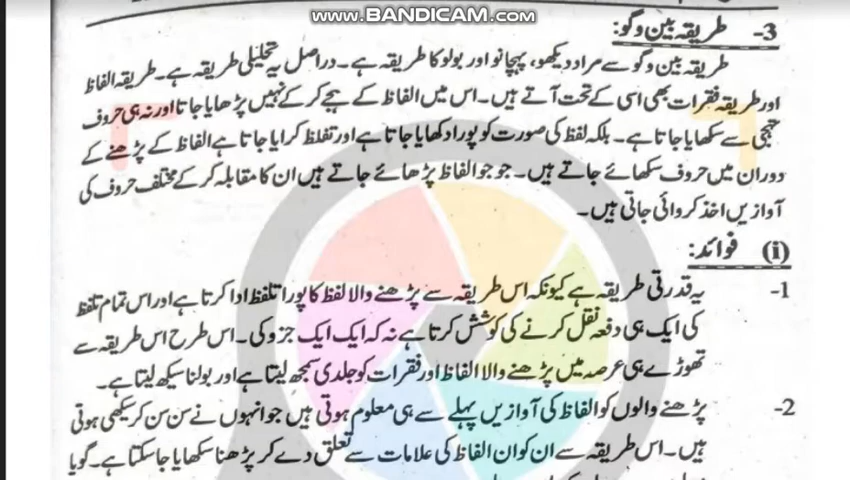 WWW.BANDICAM.COM
3- طریقہ بین وگو:
طریقہ بین وگو سے مراد دیکھو، پہچانو اور بولو کا طریقہ ہے۔ دراصل یہ تحلیلی طریقہ ہے۔ طریقہ الفاظ
اور طریقہ فقرات بھی اسی کے تحت آتے ہیں۔ اس میں الفاظ کے ہجے کر کے نہیں پڑھایا جاتا اور نہ ہی حروف
تہجی سے سکھایا جاتا ہے۔ بلکہ لفظ کی صورت کو پورا دکھایا جاتا ہے اور تلفظ کرایا جاتا ہے الفاظ کے پڑھنے کے
دوران میں حروف سکھائے جاتے ہیں۔ جو جو الفاظ پڑھائے جاتے ہیں ان کا مقابلہ کر کے مختلف حروف کی
آوازیں اخذ کروائی جاتی ہیں۔
(i) فوائد:
1- یہ قدرتی طریقہ ہے کیونکہ اس طریقہ سے پڑھنے والا لفظ کا پورا تلفظ ادا کرتا ہے اور اس تمام تلفظ
کی ایک ہی دفعہ نقل کرنے کی کوشش کرتا ہے نہ کہ ایک ایک جزو کی۔ اس طرح اس طریقہ سے
تھوڑے ہی عرصہ میں پڑھنے والا الفاظ اور فقرات کو جلدی سمجھ لیتا ہے اور بولنا سیکھ لیتا ہے۔
2- پڑھنے والوں کو الفاظ کی آوازیں پہلے سے ہی معلوم ہوتی ہیں جو انہوں نے سن سن کر سیکھی ہوتی
ہیں۔ اس طریقہ سے ان کو ان الفاظ کی علامات سے تعلق دے کر پڑھنا سکھایا جا سکتا ہے۔ گویا